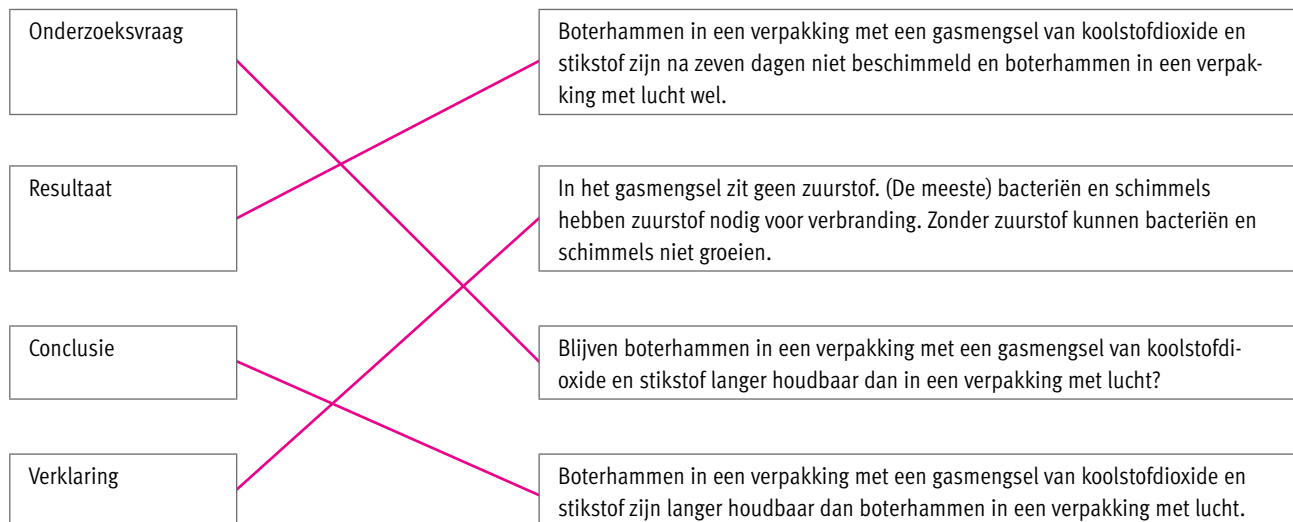 Onderzoeksvraag
Boterhammen in een verpakking met een gasmengsel van koolstofdioxide en
stikstof zijn na zeven dagen niet beschimmeld en boterhammen in een verpak-
king met lucht wel.
Resultaat
In het gasmengsel zit geen zuurstof. (De meeste) bacteriën en schimmels
hebben zuurstof nodig voor verbranding. Zonder zuurstof kunnen bacteriën en
schimmels niet groeien.
Conclusie
Blijven boterhammen in een verpakking met een gasmengsel van koolstofdi-
oxide en stikstof langer houdbaar dan in een verpakking met lucht?
Verklaring
Boterhammen in een verpakking met een gasmengsel van koolstofdioxide en
stikstof zijn langer houdbaar dan boterhammen in een verpakking met lucht.